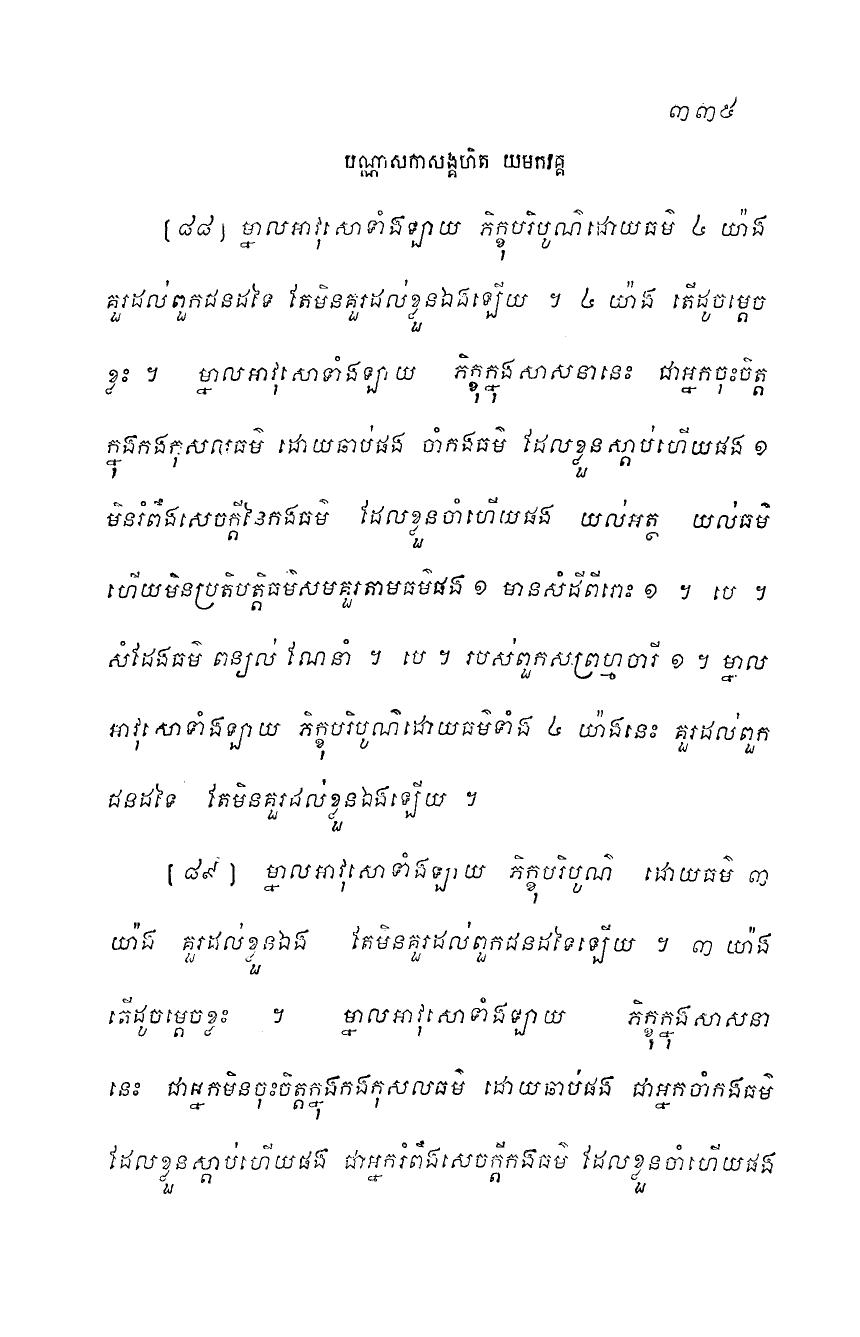 ៣៣៥
បណ្ណាសកាសង្គហិត យមកវគ្គ
[៨៨] ម្នាលអាវុសោទាំងឡាយ ភិក្ខុបរិបូណ៌ដោយធម៌ ៤ យ៉ាង
គួរដល់ពួកជនដទៃ តែមិនគួរដល់ខ្លួនឯងឡើយ ។ ៤ យ៉ាង តើដូចម្តេច
ខ្លះ ។ ម្នាលអាវុសោទាំងឡាយ ភិក្ខុក្នុងសាសនានេះ ជាអ្នកចុះចិត្ត
ក្នុងកងកុសលធម៌ ដោយឆាប់ផង ចាំកងធម៌ ដែលខ្លួនស្តាប់ហើយផង ១
មិនរំពឹងសេចក្តីនៃកងធម៌ ដែលខ្លួនចាំហើយផង យល់អត្ថ យល់ធម៌
ហើយមិនប្រតិបត្តិធម៌សមគួរតាមធម៌ផង ១ មានសំដីពីរោះ ១ ។ បេ ។
សំដែងធម៌ ពន្យល់ ណែនាំ ។ បេ ។ របស់ពួកសព្រហ្មចារី ១ ។ ម្នាល
អាវុសោទាំងឡាយ ភិក្ខុបរិបូណ៌ដោយធម៌ទាំង ៤ យ៉ាងនេះ គួរដល់ពួក
ជនដទៃ តែមិនគួរដល់ខ្លួនឯងឡើយ ។
[៨៩] ម្នាលអាវុសោទាំងឡាយ ភិក្ខុបរិបូណ៌ ដោយធម៌ ៣
យ៉ាង គួរដល់ខ្លួនឯង តែមិនគួរដល់ពួកជនដទៃឡើយ ។ ៣ យ៉ាង
តើដូចម្តេចខ្លះ ។ ម្នាលអាវុសោទាំងឡាយ ភិក្ខុក្នុងសាសនា
នេះ ជាអ្នកមិនចុះចិត្តក្នុងកងកុសលធម៌ ដោយឆាប់ផង ជាអ្នកចាំកងធម៌
ដែលខ្លួនស្តាប់ហើយផង ជាអ្នករំពឹងសេចក្តីកងធម៌ ដែលខ្លួនចាំហើយផង